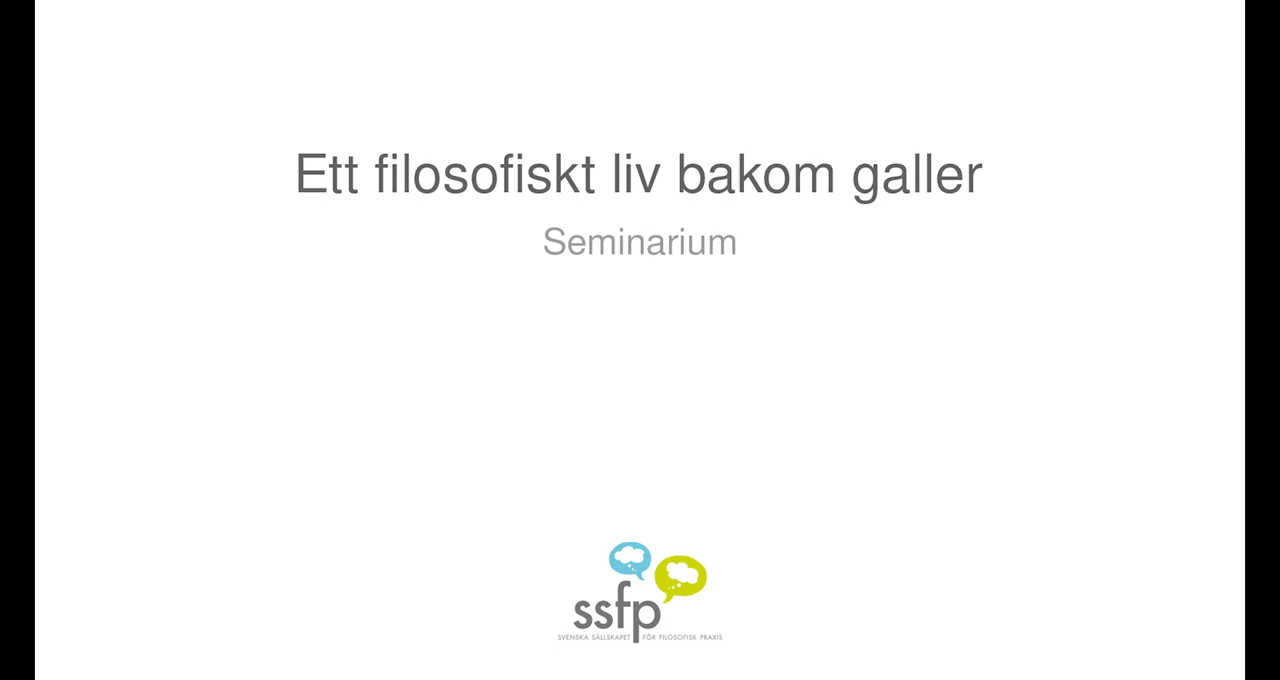 Ett filosofiskt liv bakom galler
Seminarium
ssfp
SVENSKA SÄLLSKAPET FÖR FILOSOFISK PRAXIS